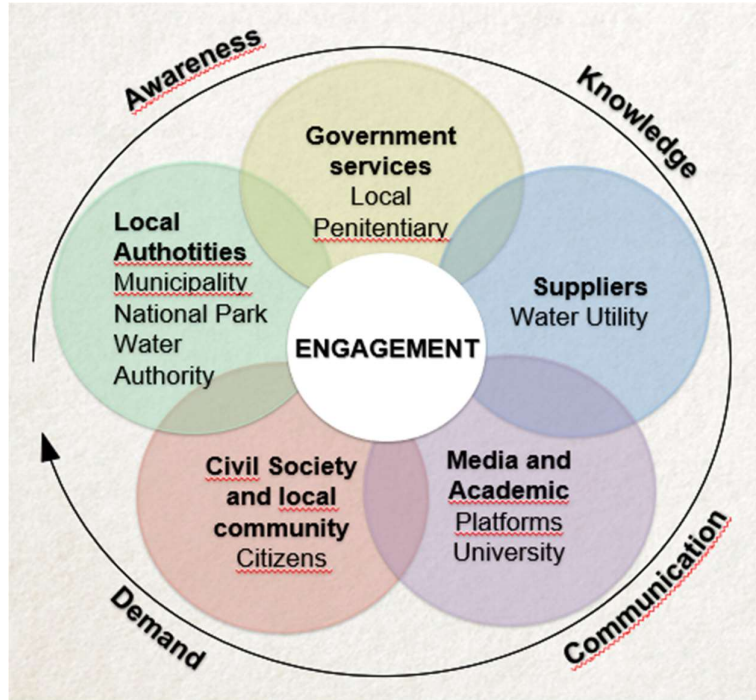 Awareness
Knowledge
Government
services
Local
Penitentiary
Local
Authotities
Municipality
National Park
Water
Authority
Suppliers
Water Utility
ENGAGEMENT
Civil Society
and local
community
Citizens
Media and
Academic
Platforms
University
Demand
Communication